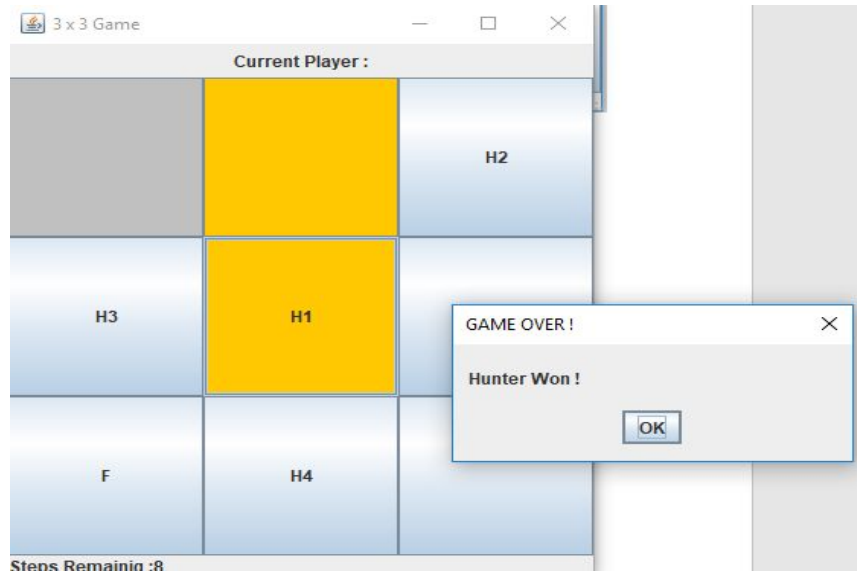 3 x 3 Game
Current Player :
H2
H3
H1
GAME OVER !
Hunter Won !
OK
F
H4
Steps Remainig :8